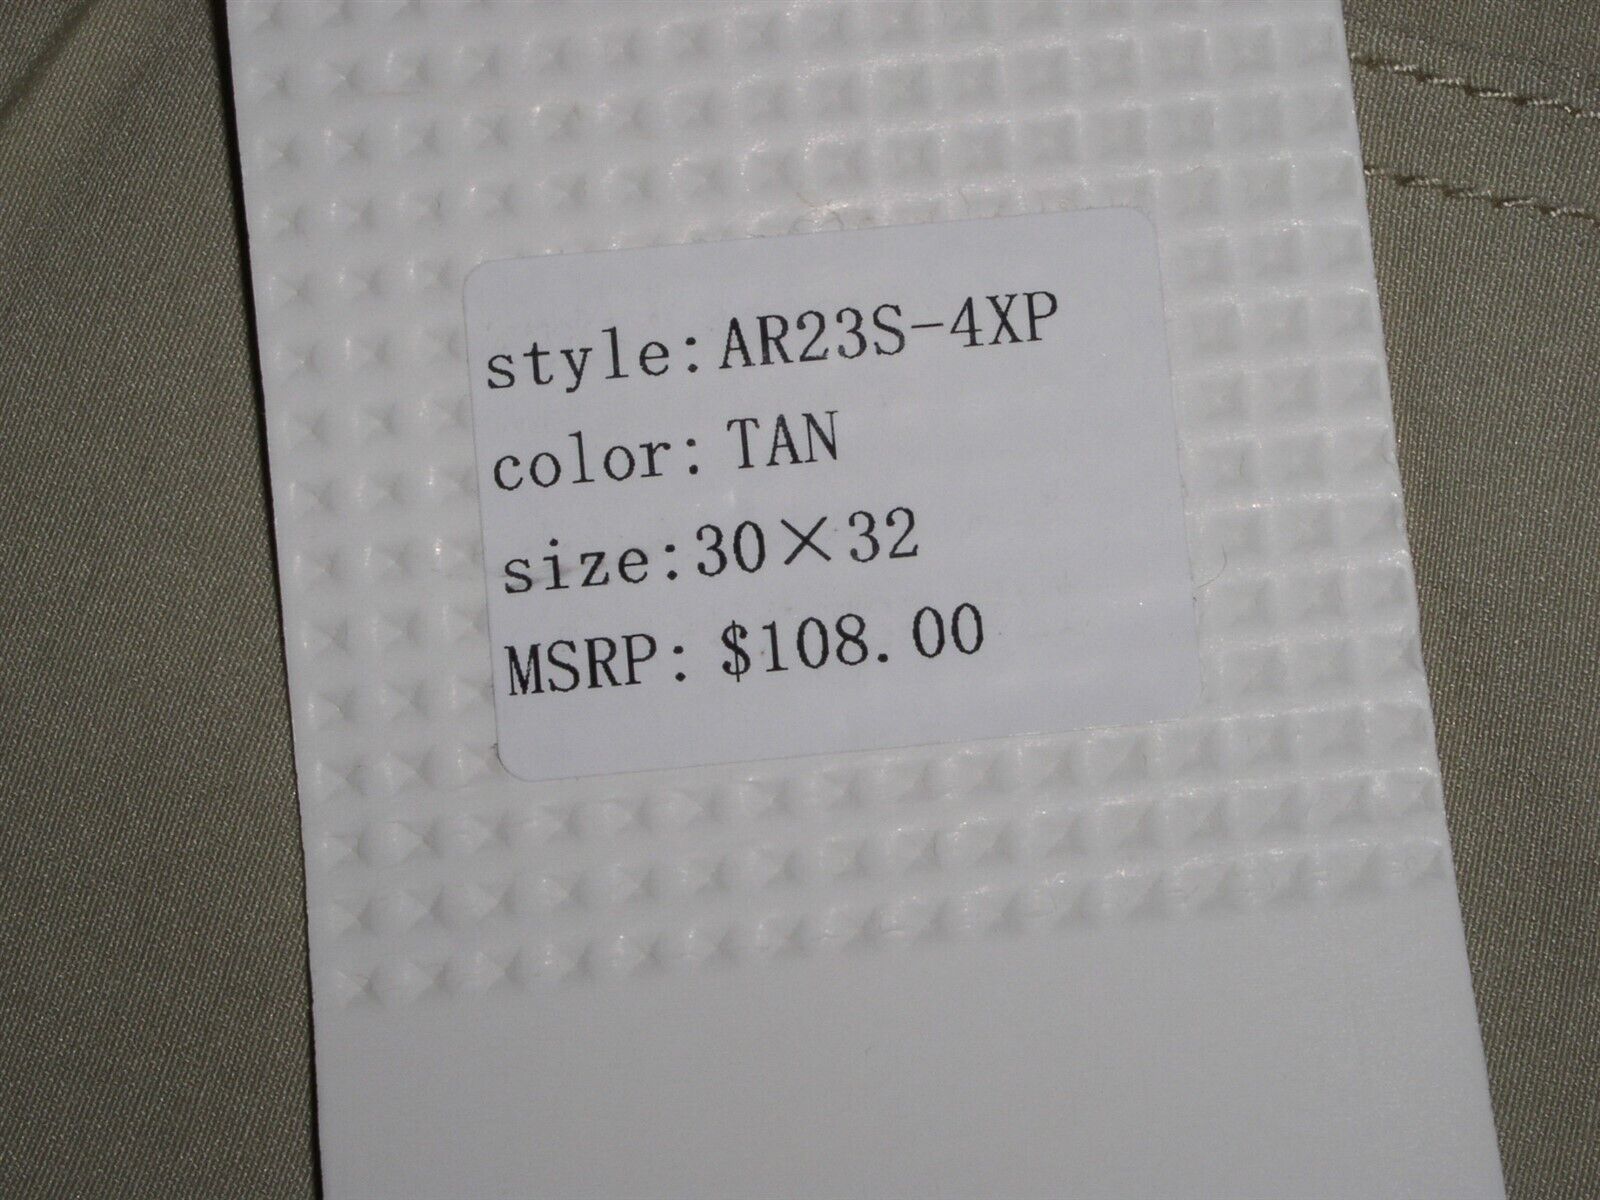 style:AR23S-4XP
color:TAN
size:30×32
MSRP:$108.00